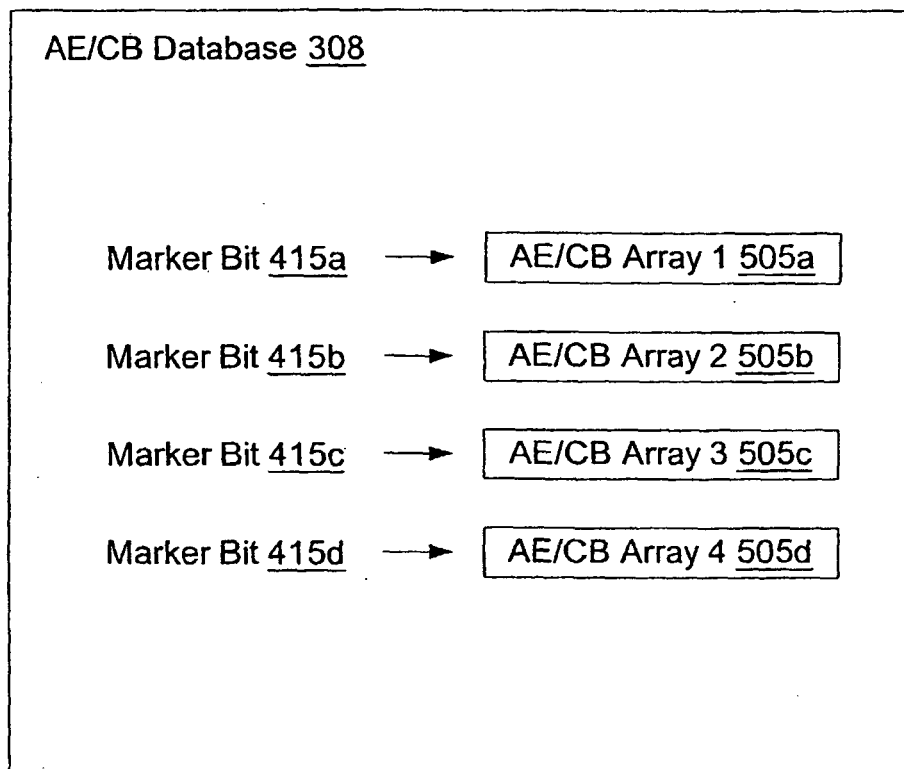 AE/CB Database 308
Marker Bit 415a → AE/CB Array 1 505a
Marker Bit 415b → AE/CB Array 2 505b
Marker Bit 415c → AE/CB Array 3 505c
Marker Bit 415d → AE/CB Array 4 505d